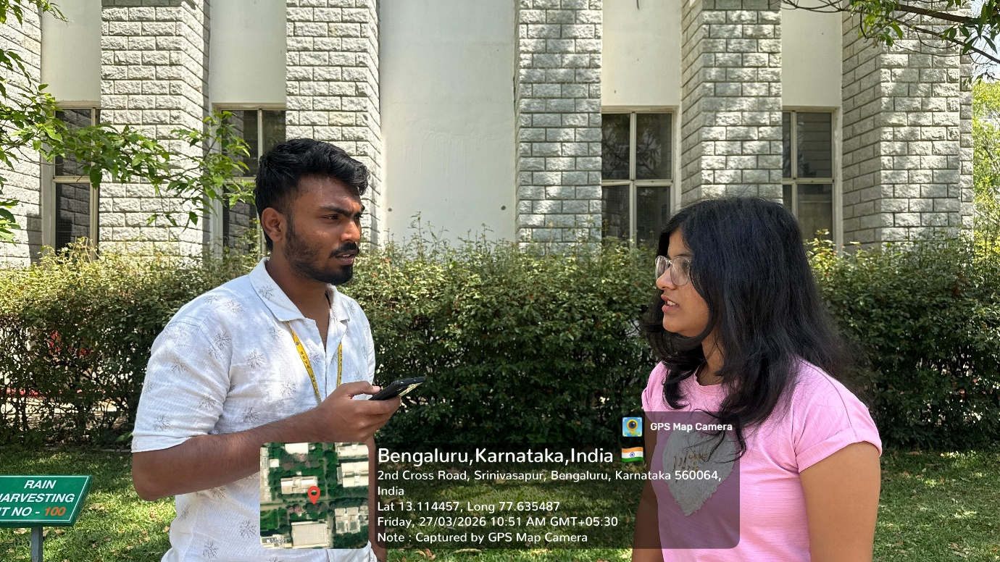 RAIN
HARVESTING
T NO - 100
GPS Map Camera
Bengaluru,Karnataka,India
2nd Cross Road, Srinivasapur, Bengaluru, Karnataka 560064,
India
Lat 13.114457, Long 77.635487
Friday, 27/03/2026 10:51 AM GMT+05:30
Note : Captured by GPS Map Camera